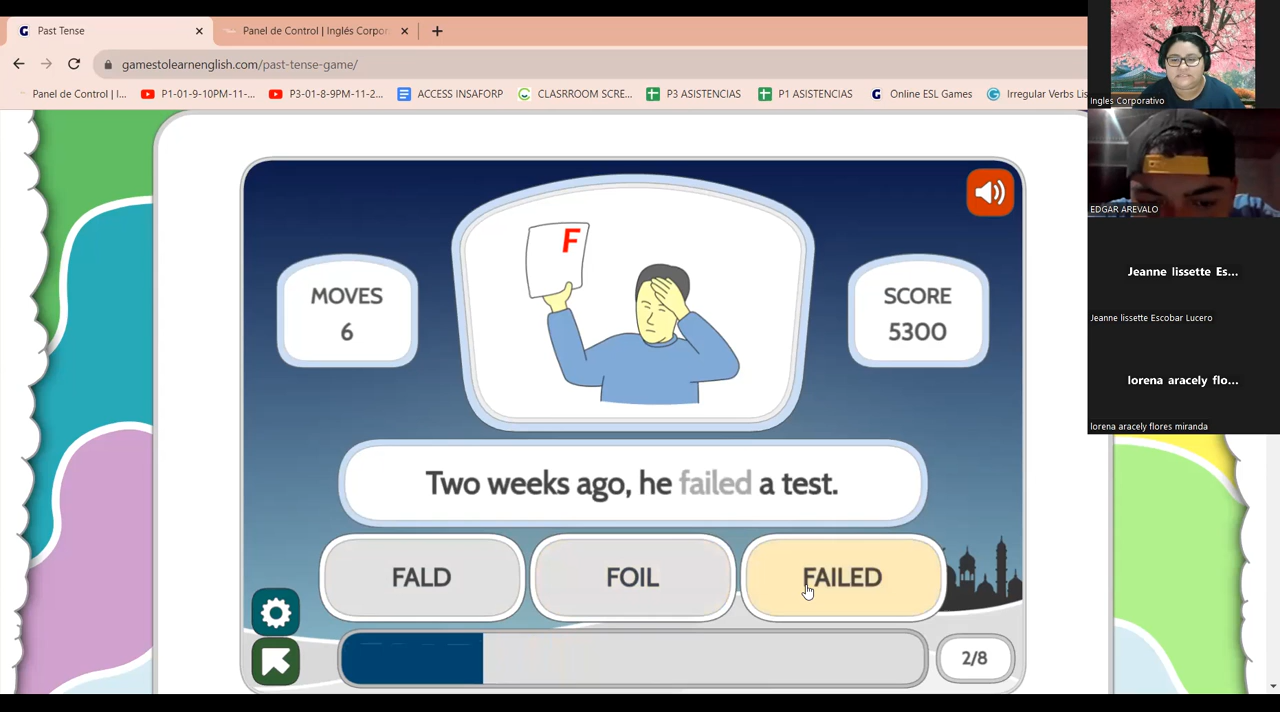 Past Tense
Panel de Control | Inglés Corpor
gamestolearnenglish.com/past-tense-game/
Panel de Control | I...
P1-01-9-10PM-11-...
P3-01-8-9PM-11-2...
ACCESS INSAFORP
CLASSROOM SCRE...
P3 ASISTENCIAS
P1 ASISTENCIAS
Online ESL Games
Irregular Verbs Lis
Ingles Corporativo
EDGAR AREVALO
Jeanne lissette Es...
Jeanne lissette Escobar Lucero
lorena aracely flo...
lorena aracely flores miranda
F
MOVES
6
SCORE
5300
Two weeks ago, he failed a test.
FALD
FOIL
FAILED
2/8